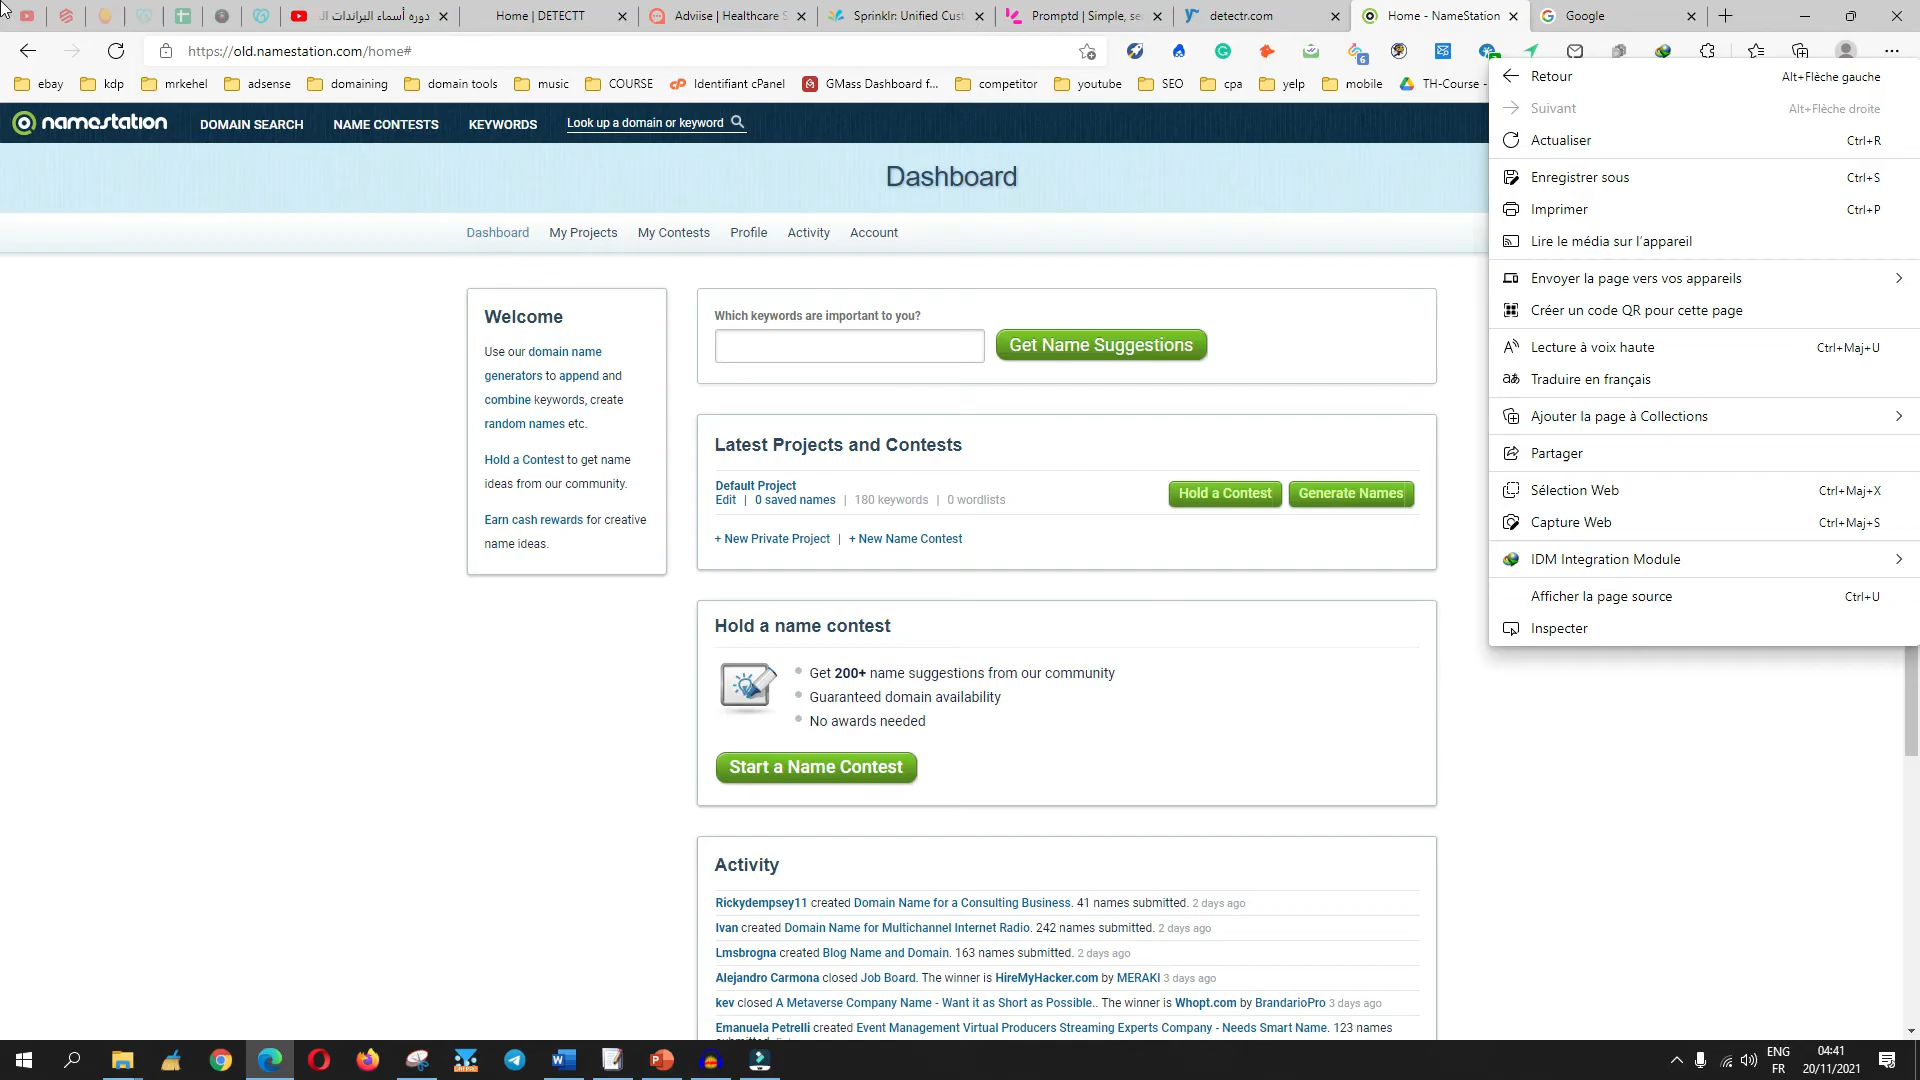 دوره أسماء البراندات ال
Home | DETECTT
Adviise | Healthcare S
Sprinklr: Unified Cust
Promptd | Simple, se
detectr.com
Home - NameStation
Google
https://old.namestation.com/home#
6
ebay
kdp
mrkehel
adsense
domaining
domain tools
music
COURSE
Identifiant cPanel
GMass Dashboard f...
competitor
youtube
SEO
cpa
yelp
mobile
TH-Course -
namestation
DOMAIN SEARCH
NAME CONTESTS
KEYWORDS
Look up a domain or keyword
Dashboard
Dashboard
My Projects
My Contests
Profile
Activity
Account
Welcome
Use our domain name
generators to append and
combine keywords, create
random names etc.
Hold a Contest to get name
ideas from our community.
Earn cash rewards for creative
name ideas.
Which keywords are important to you?
Get Name Suggestions
Latest Projects and Contests
Default Project
Edit | 0 saved names | 180 keywords | 0 wordlists
Hold a Contest
Generate Names
+ New Private Project | + New Name Contest
Hold a name contest
Get 200+ name suggestions from our community
Guaranteed domain availability
No awards needed
Start a Name Contest
Activity
Rickydempsey11 created Domain Name for a Consulting Business. 41 names submitted. 2 days ago
Ivan created Domain Name for Multichannel Internet Radio. 242 names submitted. 2 days ago
Lmsbrogna created Blog Name and Domain. 163 names submitted. 2 days ago
Alejandro Carmona closed Job Board. The winner is HireMyHacker.com by MERAKI 3 days ago
kev closed A Metaverse Company Name - Want it as Short as Possible.. The winner is Whopt.com by BrandarioPro 3 days ago
Emanuela Petrelli created Event Management Virtual Producers Streaming Experts Company - Needs Smart Name. 123 names
Retour Alt+Flèche gauche
Suivant Alt+Flèche droite
Actualiser Ctrl+R
Enregistrer sous Ctrl+S
Imprimer Ctrl+P
Lire le média sur l'appareil
Envoyer la page vers vos appareils
Créer un code QR pour cette page
Lecture à voix haute Ctrl+Maj+U
Traduire en français
Ajouter la page à Collections
Partager
Sélection Web Ctrl+Maj+X
Capture Web Ctrl+Maj+S
IDM Integration Module
Afficher la page source Ctrl+U
Inspecter
ENG
FR
04:41
20/11/2021